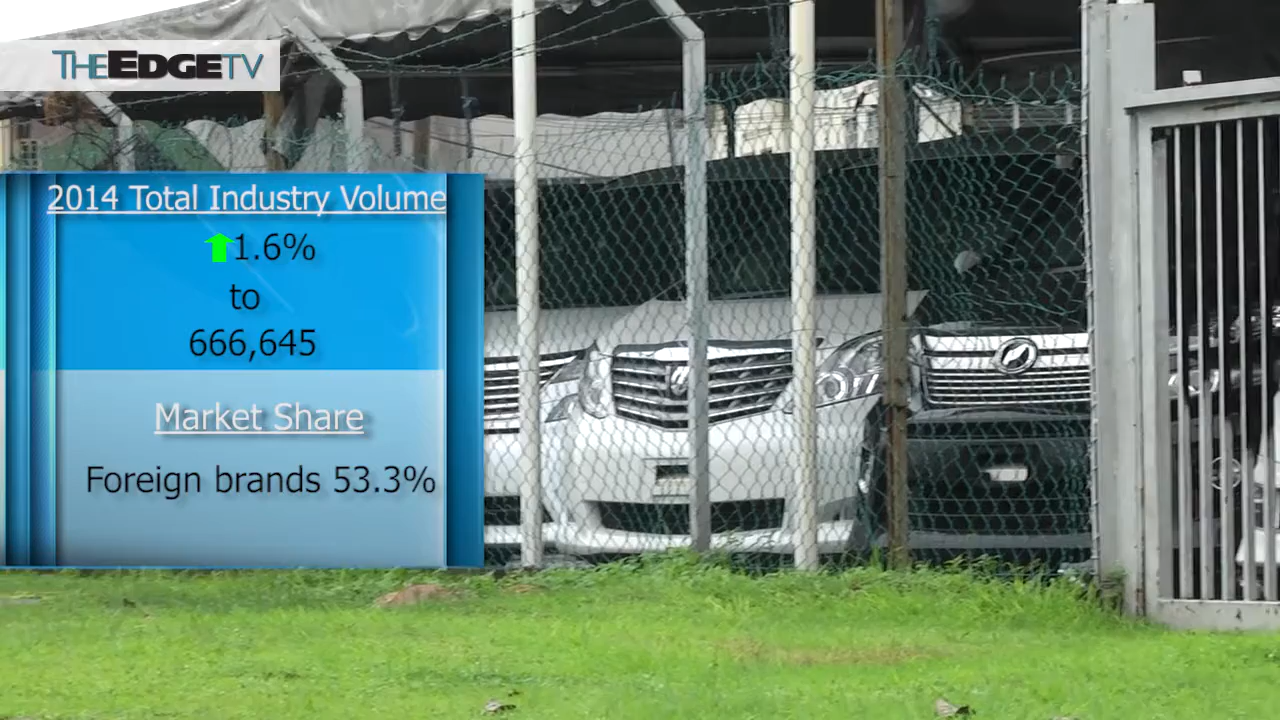 THEEDGETV
2014 Total Industry Volume
1.6%
to
666,645
Market Share
Foreign brands 53.3%